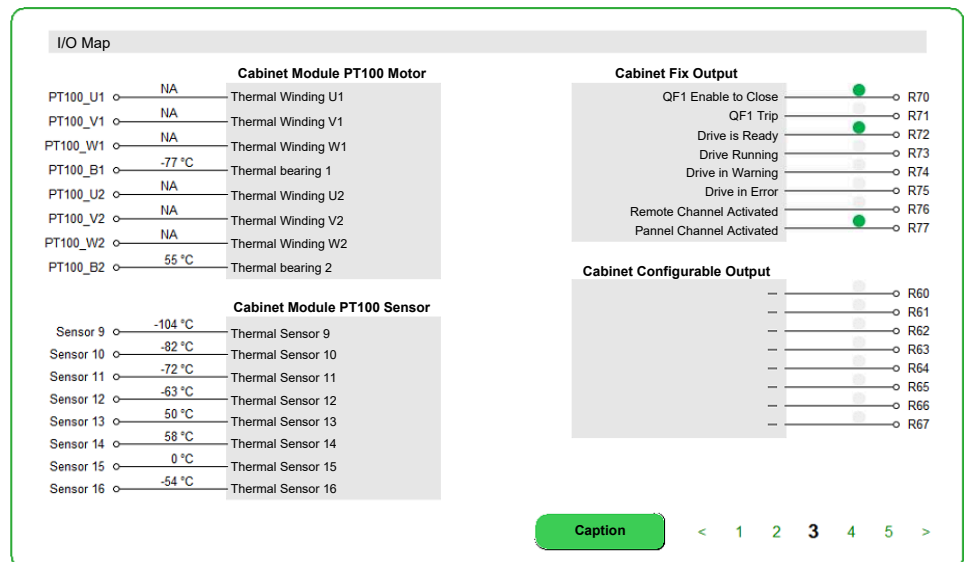 I/O Map
Cabinet Module PT100 Motor
PT100_U1 NA Thermal Winding U1
PT100_V1 NA Thermal Winding V1
PT100_W1 NA Thermal Winding W1
PT100_B1 -77 °C Thermal bearing 1
PT100_U2 NA Thermal Winding U2
PT100_V2 NA Thermal Winding V2
PT100_W2 NA Thermal Winding W2
PT100_B2 55 °C Thermal bearing 2
Cabinet Module PT100 Sensor
Sensor 9 -104 °C Thermal Sensor 9
Sensor 10 -82 °C Thermal Sensor 10
Sensor 11 -72 °C Thermal Sensor 11
Sensor 12 -63 °C Thermal Sensor 12
Sensor 13 50 °C Thermal Sensor 13
Sensor 14 58 °C Thermal Sensor 14
Sensor 15 0 °C Thermal Sensor 15
Sensor 16 -54 °C Thermal Sensor 16
Cabinet Fix Output
QF1 Enable to Close R70
QF1 Trip R71
Drive is Ready R72
Drive Running R73
Drive in Warning R74
Drive in Error R75
Remote Channel Activated R76
Pannel Channel Activated R77
Cabinet Configurable Output
– R60
– R61
– R62
– R63
– R64
– R65
– R66
– R67
Caption < 1 2 3 4 5 >